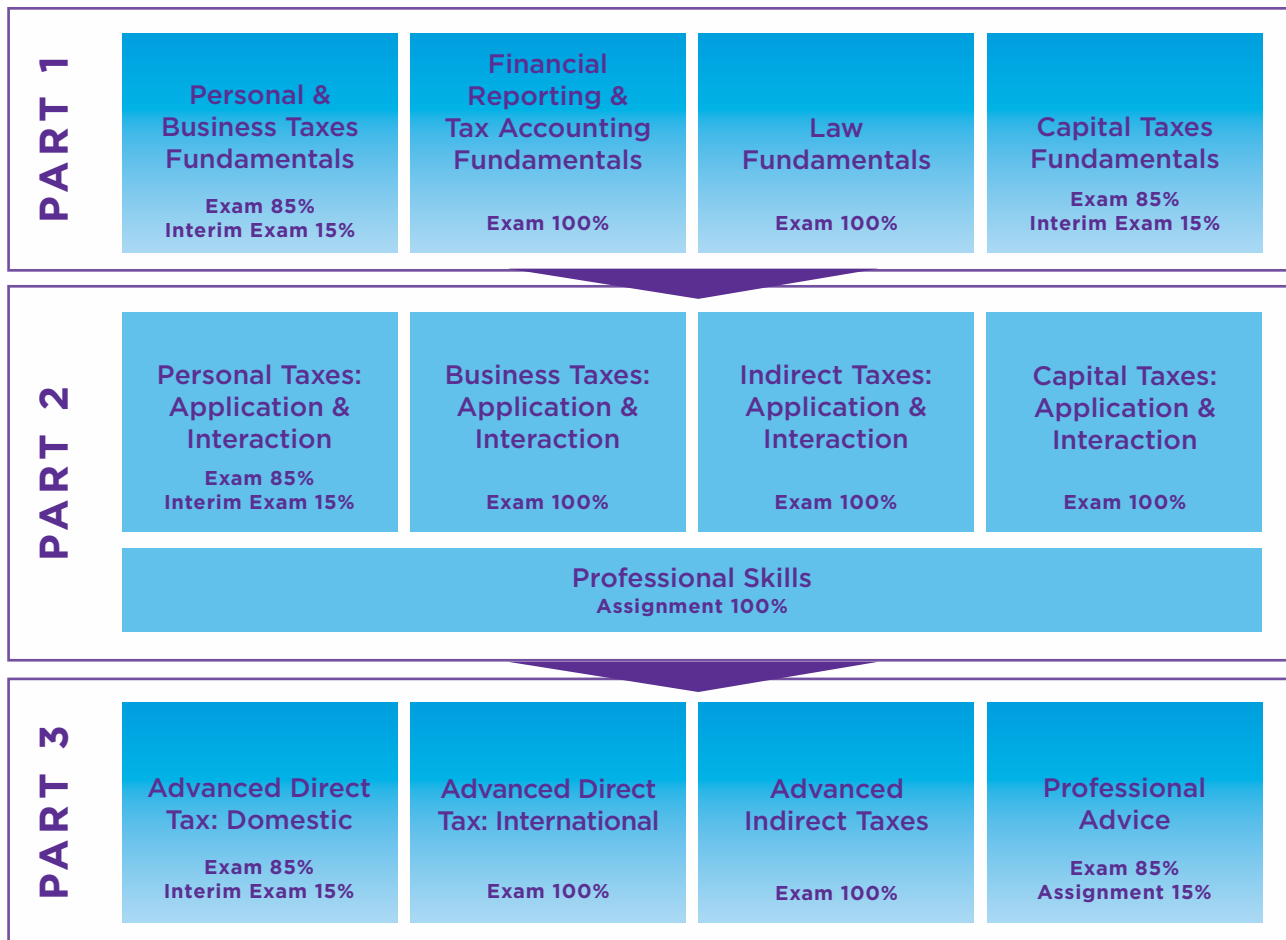 PART 1
Personal &
Business Taxes
Fundamentals
Exam 85%
Interim Exam 15%
Financial
Reporting &
Tax Accounting
Fundamentals
Exam 100%
Law
Fundamentals
Exam 100%
Capital Taxes
Fundamentals
Exam 85%
Interim Exam 15%
PART 2
Personal Taxes:
Application &
Interaction
Exam 85%
Interim Exam 15%
Business Taxes:
Application &
Interaction
Exam 100%
Indirect Taxes:
Application &
Interaction
Exam 100%
Capital Taxes:
Application &
Interaction
Exam 100%
Professional Skills
Assignment 100%
PART 3
Advanced Direct
Tax: Domestic
Exam 85%
Interim Exam 15%
Advanced Direct
Tax: International
Exam 100%
Advanced
Indirect Taxes
Exam 100%
Professional
Advice
Exam 85%
Assignment 15%